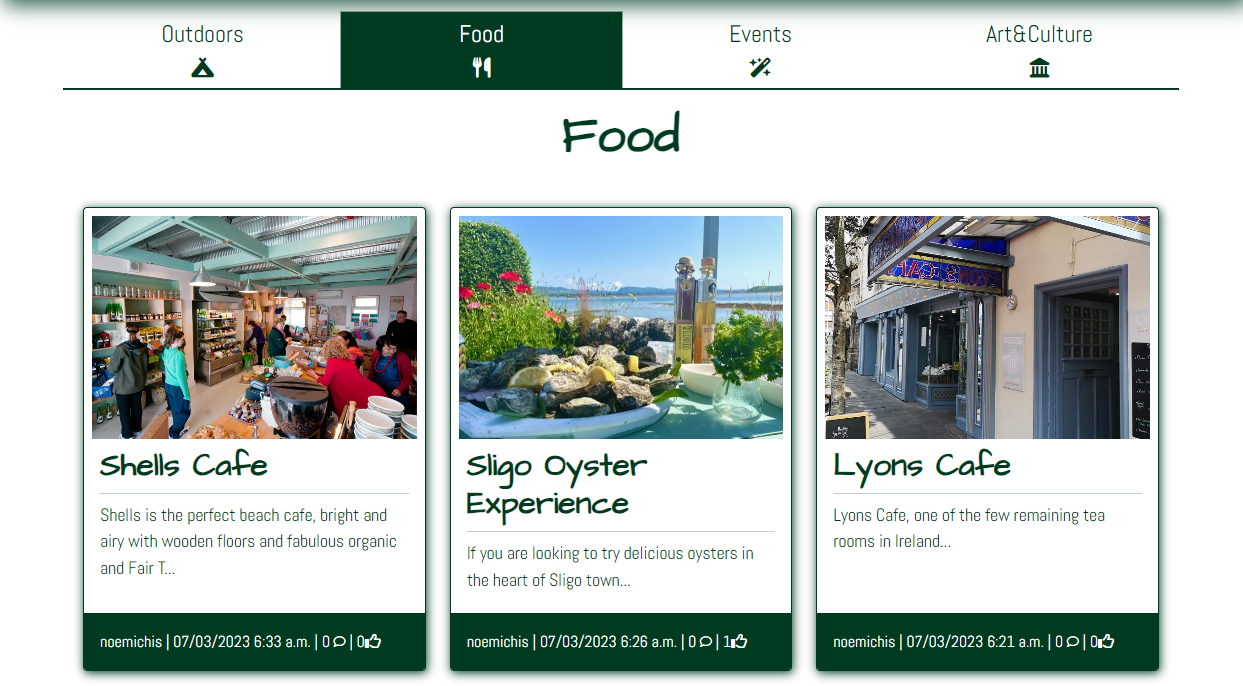 Outdoors
Food
Events
Art&Culture
Food
Shells Cafe
Shells is the perfect beach cafe, bright and
airy with wooden floors and fabulous organic
and Fair T...
noemichis | 07/03/2023 6:33 a.m. | 0 | 0
Sligo Oyster
Experience
If you are looking to try delicious oysters in
the heart of Sligo town...
noemichis | 07/03/2023 6:26 a.m. | 0 | 1
Lyons Cafe
Lyons Cafe, one of the few remaining tea
rooms in Ireland...
noemichis | 07/03/2023 6:21 a.m. | 0 | 0